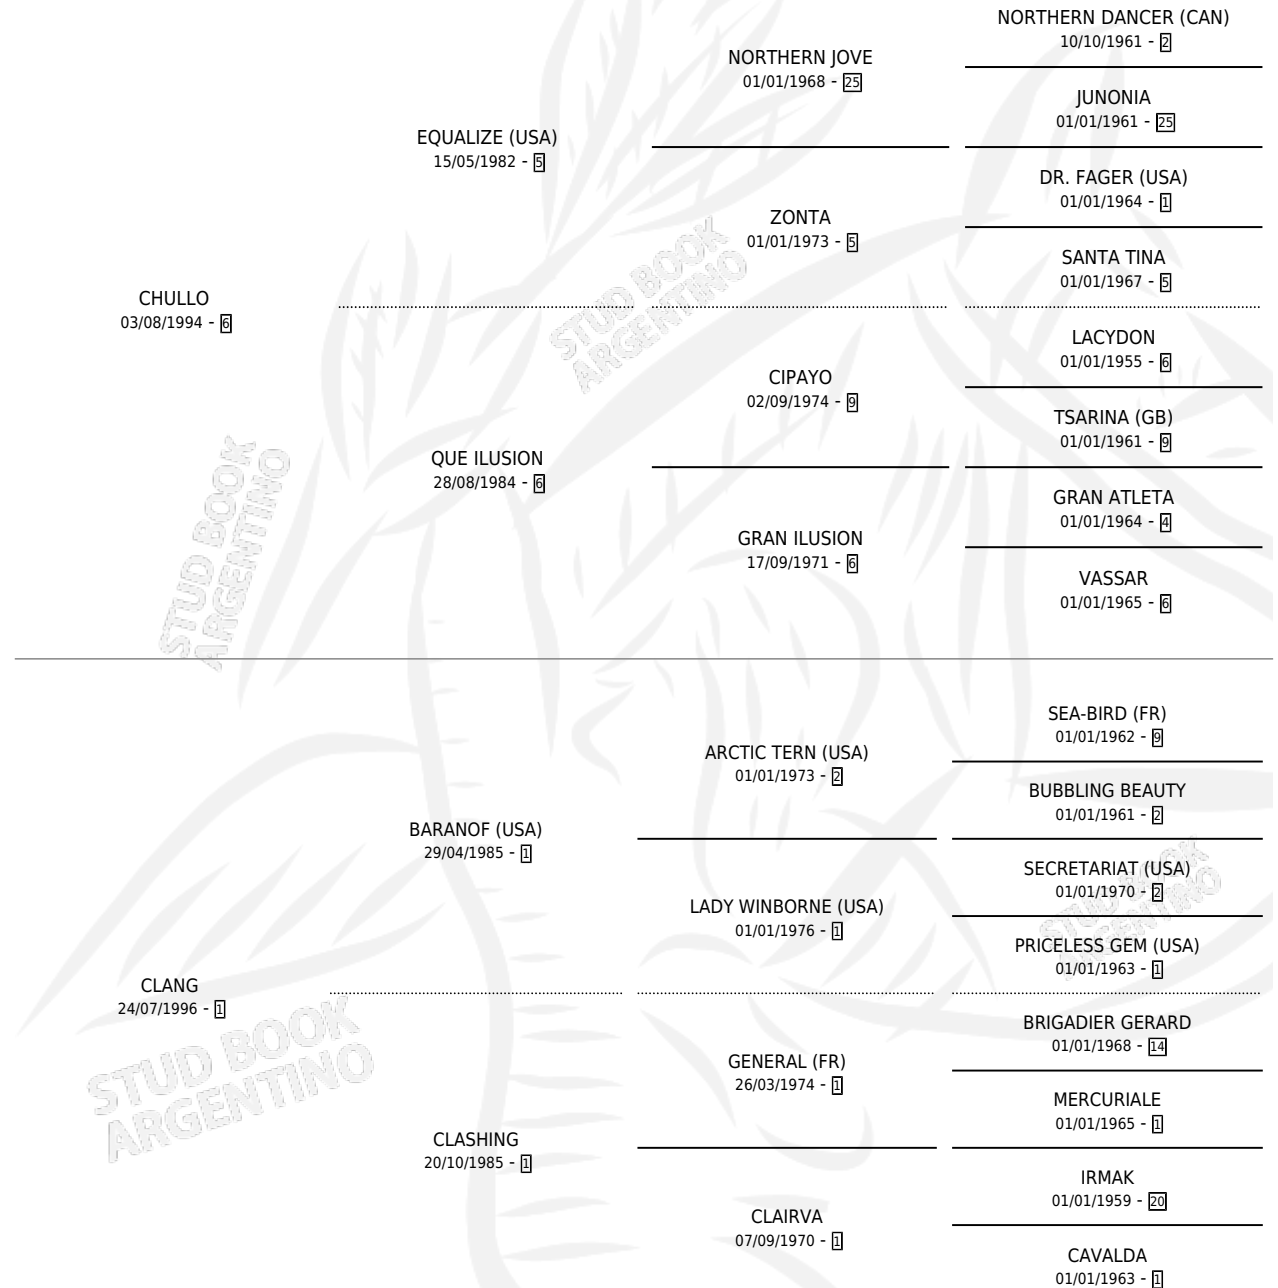 NORTHERN DANCER (CAN)
10/10/1961 - 2
NORTHERN JOVE
01/01/1968 - 25
JUNONIA
01/01/1961 - 25
EQUALIZE (USA)
15/05/1982 - 5
DR. FAGER (USA)
01/01/1964 - 1
ZONTA
01/01/1973 - 5
SANTA TINA
01/01/1967 - 5
CHULLO
03/08/1994 - 6
STUD BOOK
ARGENTINO
LACYDON
01/01/1955 - 6
CIPAYO
02/09/1974 - 9
TSARINA (GB)
01/01/1961 - 9
QUE ILUSION
28/08/1984 - 6
GRAN ATLETA
01/01/1964 - 4
GRAN ILUSION
17/09/1971 - 6
VASSAR
01/01/1965 - 6
STUD BOOK
ARGENTINO
SEA-BIRD (FR)
01/01/1962 - 9
ARCTIC TERN (USA)
01/01/1973 - 2
BUBBLING BEAUTY
01/01/1961 - 2
BARANOF (USA)
29/04/1985 - 1
SECRETARIAT (USA)
01/01/1970 - 2
LADY WINBORNE (USA)
01/01/1976 - 1
STUD BOOK
ARGENTINO
PRICELESS GEM (USA)
01/01/1963 - 1
CLANG
24/07/1996 - 1
STUD BOOK
ARGENTINO
BRIGADIER GERARD
01/01/1968 - 14
GENERAL (FR)
26/03/1974 - 1
MERCURIALE
01/01/1965 - 1
CLASHING
20/10/1985 - 1
IRMAK
01/01/1959 - 20
CLAIRVA
07/09/1970 - 1
CAVALDA
01/01/1963 - 1